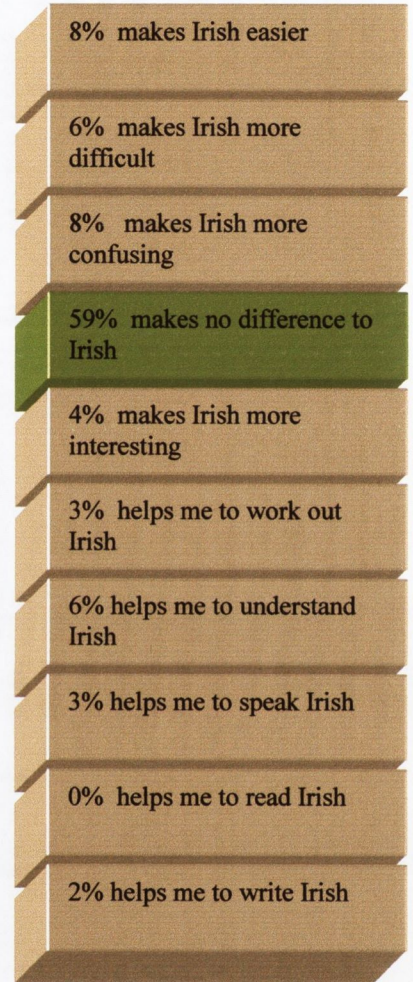 8% makes Irish easier
6% makes Irish more
difficult
8% makes Irish more
confusing
59% makes no difference to
Irish
4% makes Irish more
interesting
3% helps me to work out
Irish
6% helps me to understand
Irish
3% helps me to speak Irish
0% helps me to read Irish
2% helps me to write Irish